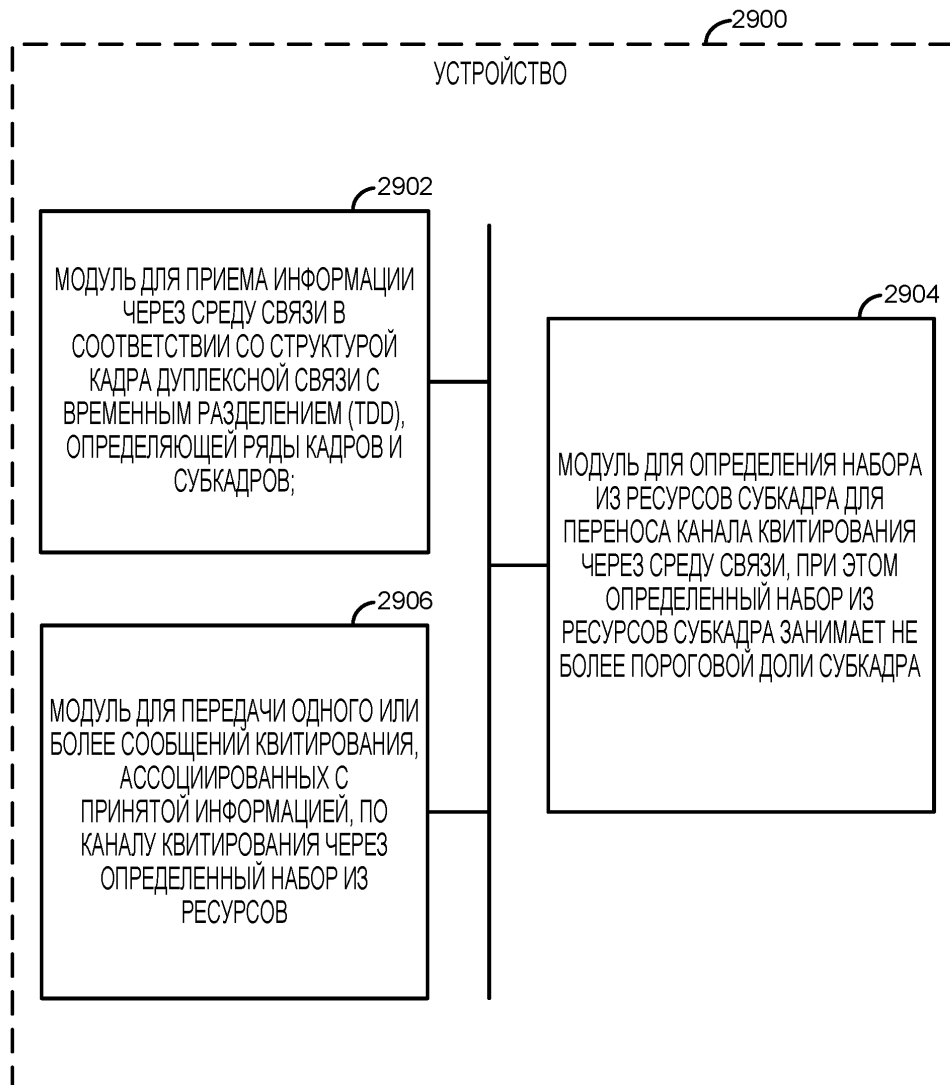 2900
УСТРОЙСТВО
2902
МОДУЛЬ ДЛЯ ПРИЕМА ИНФОРМАЦИИ
ЧЕРЕЗ СРЕДУ СВЯЗИ В
СООТВЕТСТВИИ СО СТРУКТУРОЙ
КАДРА ДУПЛЕКСНОЙ СВЯЗИ С
ВРЕМЕННЫМ РАЗДЕЛЕНИЕМ (TDD),
ОПРЕДЕЛЯЮЩЕЙ РЯДЫ КАДРОВ И
СУБКАДРОВ;
2904
МОДУЛЬ ДЛЯ ОПРЕДЕЛЕНИЯ НАБОРА
ИЗ РЕСУРСОВ СУБКАДРА ДЛЯ
ПЕРЕНОСА КАНАЛА КВИТИРОВАНИЯ
ЧЕРЕЗ СРЕДУ СВЯЗИ, ПРИ ЭТОМ
ОПРЕДЕЛЕННЫЙ НАБОР ИЗ
РЕСУРСОВ СУБКАДРА ЗАНИМАЕТ НЕ
БОЛЕЕ ПОРОГОВОЙ ДОЛИ СУБКАДРА
2906
МОДУЛЬ ДЛЯ ПЕРЕДАЧИ ОДНОГО ИЛИ
БОЛЕЕ СООБЩЕНИЙ КВИТИРОВАНИЯ,
АССОЦИИРОВАННЫХ С
ПРИНЯТОЙ ИНФОРМАЦИЕЙ, ПО
КАНАЛУ КВИТИРОВАНИЯ ЧЕРЕЗ
ОПРЕДЕЛЕННЫЙ НАБОР ИЗ
РЕСУРСОВ